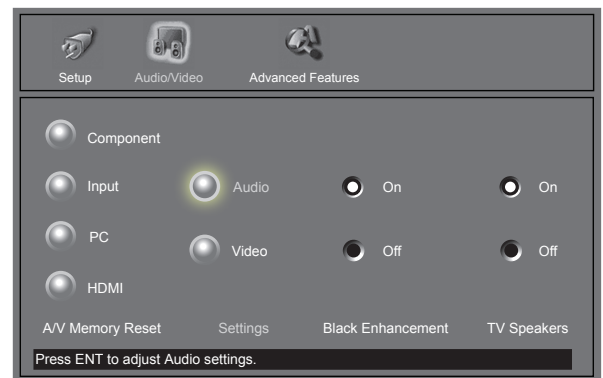 Setup Audio/Video Advanced Features
Component
Input Audio On On
PC Video Off Off
HDMI
A/V Memory Reset Settings Black Enhancement TV Speakers
Press ENT to adjust Audio settings.